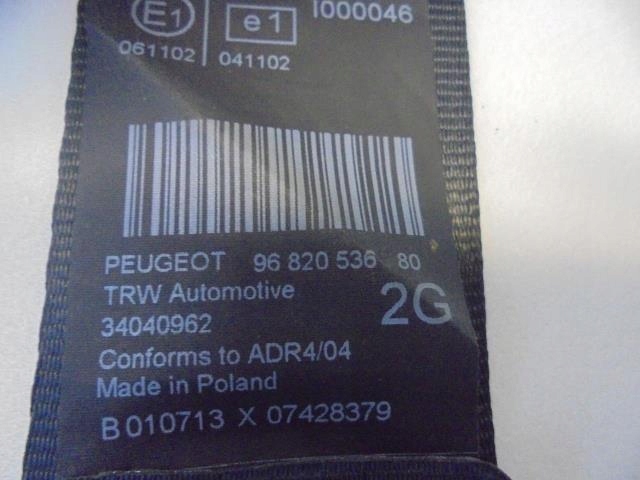 E1 e1 I000046
061102 041102
PEUGEOT 96 820 536 80
TRW Automotive
2G
34040962
Conforms to ADR4/04
Made in Poland
B 010713 X 07428379